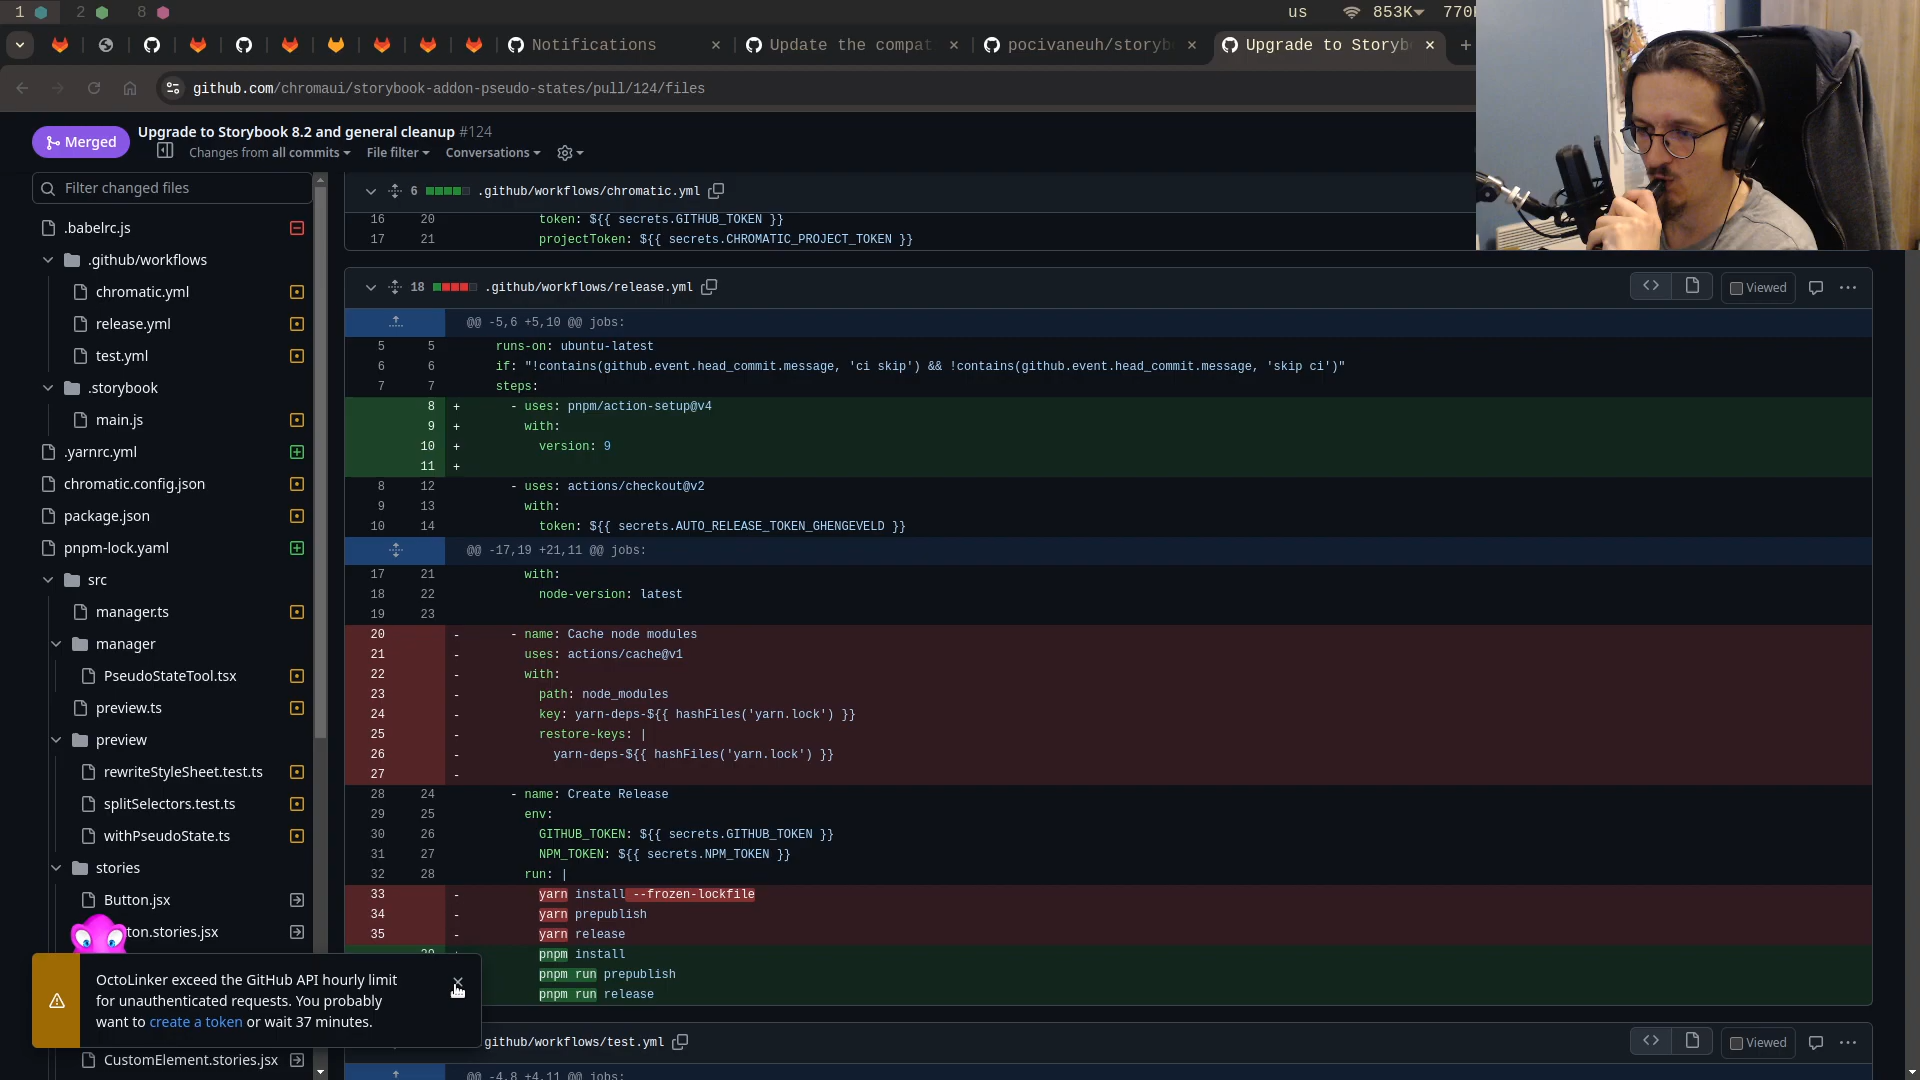 1 2 8 us 853K 770
Notifications × Update the compat × pocivaneuh/storyb × Upgrade to Storyb × +
github.com/chromaui/storybook-addon-pseudo-states/pull/124/files
Merged
Upgrade to Storybook 8.2 and general cleanup #124
Changes from all commits File filter Conversations
Filter changed files
.babelrc.js
.github/workflows
chromatic.yml
release.yml
test.yml
.storybook
main.js
.yarnrc.yml
chromatic.config.json
package.json
pnpm-lock.yaml
src
manager.ts
manager
PseudoStateTool.tsx
preview.ts
preview
rewriteStyleSheet.test.ts
splitSelectors.test.ts
withPseudoState.ts
stories
Button.jsx
ton.stories.jsx
CustomElement.stories.jsx
OctoLinker exceed the GitHub API hourly limit
for unauthenticated requests. You probably
want to create a token or wait 37 minutes.
6 .github/workflows/chromatic.yml
16 20 token: ${{ secrets.GITHUB_TOKEN }}
17 21 projectToken: ${{ secrets.CHROMATIC_PROJECT_TOKEN }}
18 .github/workflows/release.yml Viewed
@@ -5,6 +5,10 @@ jobs:
5 5 runs-on: ubuntu-latest
6 6 if: "!contains(github.event.head_commit.message, 'ci skip') && !contains(github.event.head_commit.message, 'skip ci')"
7 7 steps:
8 + - uses: pnpm/action-setup@v4
9 + with:
10 + version: 9
11 +
8 12 - uses: actions/checkout@v2
9 13 with:
10 14 token: ${{ secrets.AUTO_RELEASE_TOKEN_GHENGEVELD }}
@@ -17,19 +21,11 @@ jobs:
17 21 with:
18 22 node-version: latest
19 23
20 - - name: Cache node modules
21 - uses: actions/cache@v1
22 - with:
23 - path: node_modules
24 - key: yarn-deps-${{ hashFiles('yarn.lock') }}
25 - restore-keys: |
26 - yarn-deps-${{ hashFiles('yarn.lock') }}
27 -
28 24 - name: Create Release
29 25 env:
30 26 GITHUB_TOKEN: ${{ secrets.GITHUB_TOKEN }}
31 27 NPM_TOKEN: ${{ secrets.NPM_TOKEN }}
32 28 run: |
33 - yarn install --frozen-lockfile
34 - yarn prepublish
35 - yarn release
pnpm install
pnpm run prepublish
pnpm run release
github/workflows/test.yml Viewed
@@ -4,8 +4,11 @@ jobs: